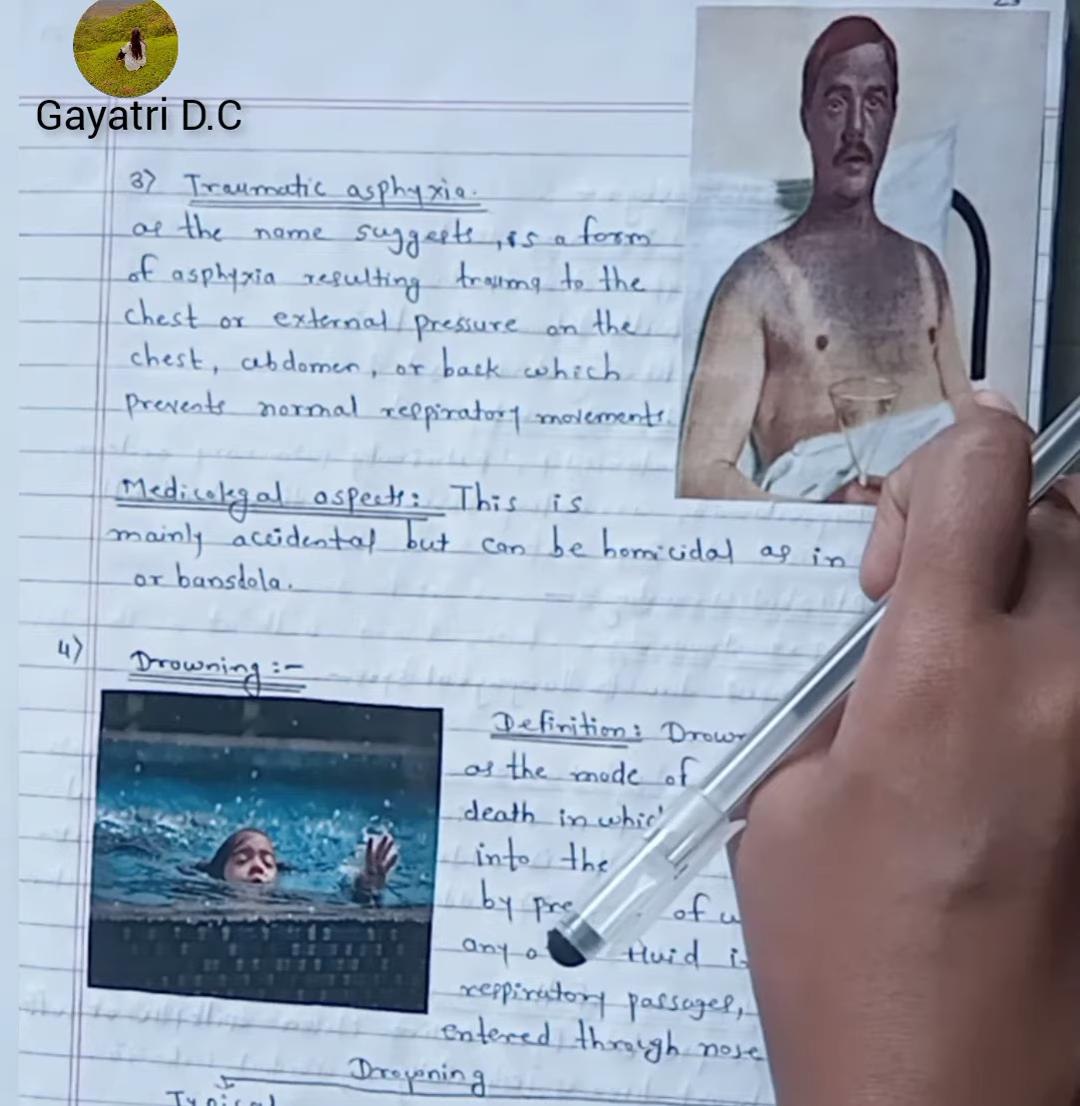 Gayatri D.C
3) Traumatic asphyxia.
as the name suggests, is a form
of asphyxia resulting trauma to the
chest or external pressure on the
chest, abdomen, or back which
prevents normal respiratory movements.
Medicolegal aspects: This is
mainly accidental but can be homicidal as in
or bansdola.
4) Drowning :-
Definition: Drow
as the mode of
death in whic
into the
by pre of
any o fluid i
respiratory passages,
entered through nose
Drowning
Typical